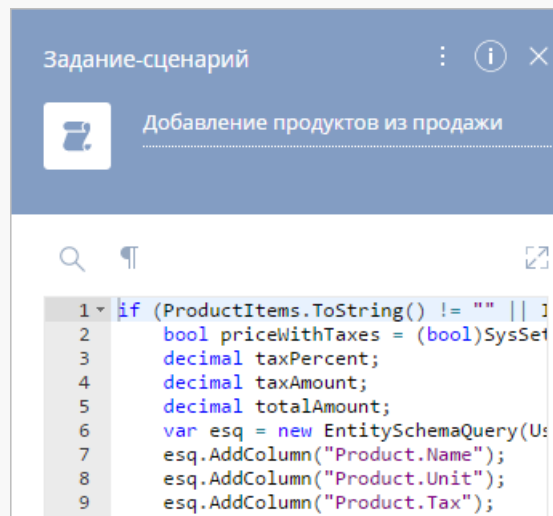 Задание-сценарий
Добавление продуктов из продажи
1 if (ProductItems.ToString() != "" ||
2 bool priceWithTaxes = (bool)SysSet
3 decimal taxPercent;
4 decimal taxAmount;
5 decimal totalAmount;
6 var esq = new EntitySchemaQuery(Us
7 esq.AddColumn("Product.Name");
8 esq.AddColumn("Product.Unit");
9 esq.AddColumn("Product.Tax");